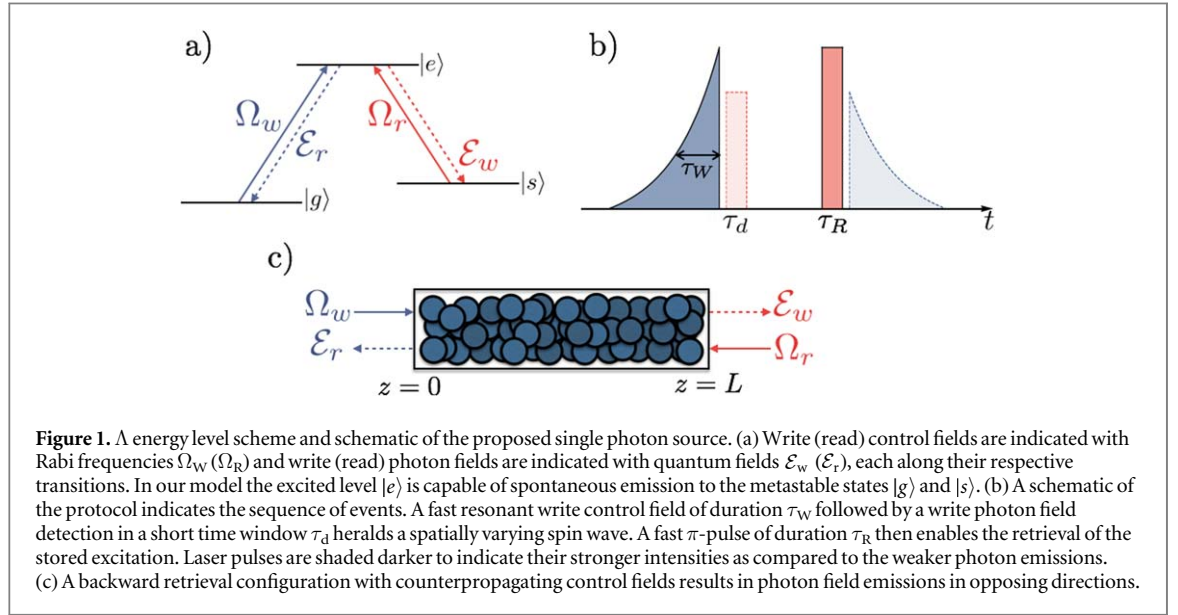 a)
b)
|e⟩
Ω_w
ℰ_r
Ω_r
ℰ_w
|s⟩
|g⟩
τ_W
τ_d
τ_R
t
c)
Ω_w
ℰ_w
ℰ_r
Ω_r
z = 0
z = L
Figure 1. Λ energy level scheme and schematic of the proposed single photon source. (a) Write (read) control fields are indicated with
Rabi frequencies Ω_W (Ω_R) and write (read) photon fields are indicated with quantum fields ℰ_w (ℰ_r), each along their respective
transitions. In our model the excited level |e⟩ is capable of spontaneous emission to the metastable states |g⟩ and |s⟩. (b) A schematic of
the protocol indicates the sequence of events. A fast resonant write control field of duration τ_W followed by a write photon field
detection in a short time window τ_d heralds a spatially varying spin wave. A fast π-pulse of duration τ_R then enables the retrieval of the
stored excitation. Laser pulses are shaded darker to indicate their stronger intensities as compared to the weaker photon emissions.
(c) A backward retrieval configuration with counterpropagating control fields results in photon field emissions in opposing directions.